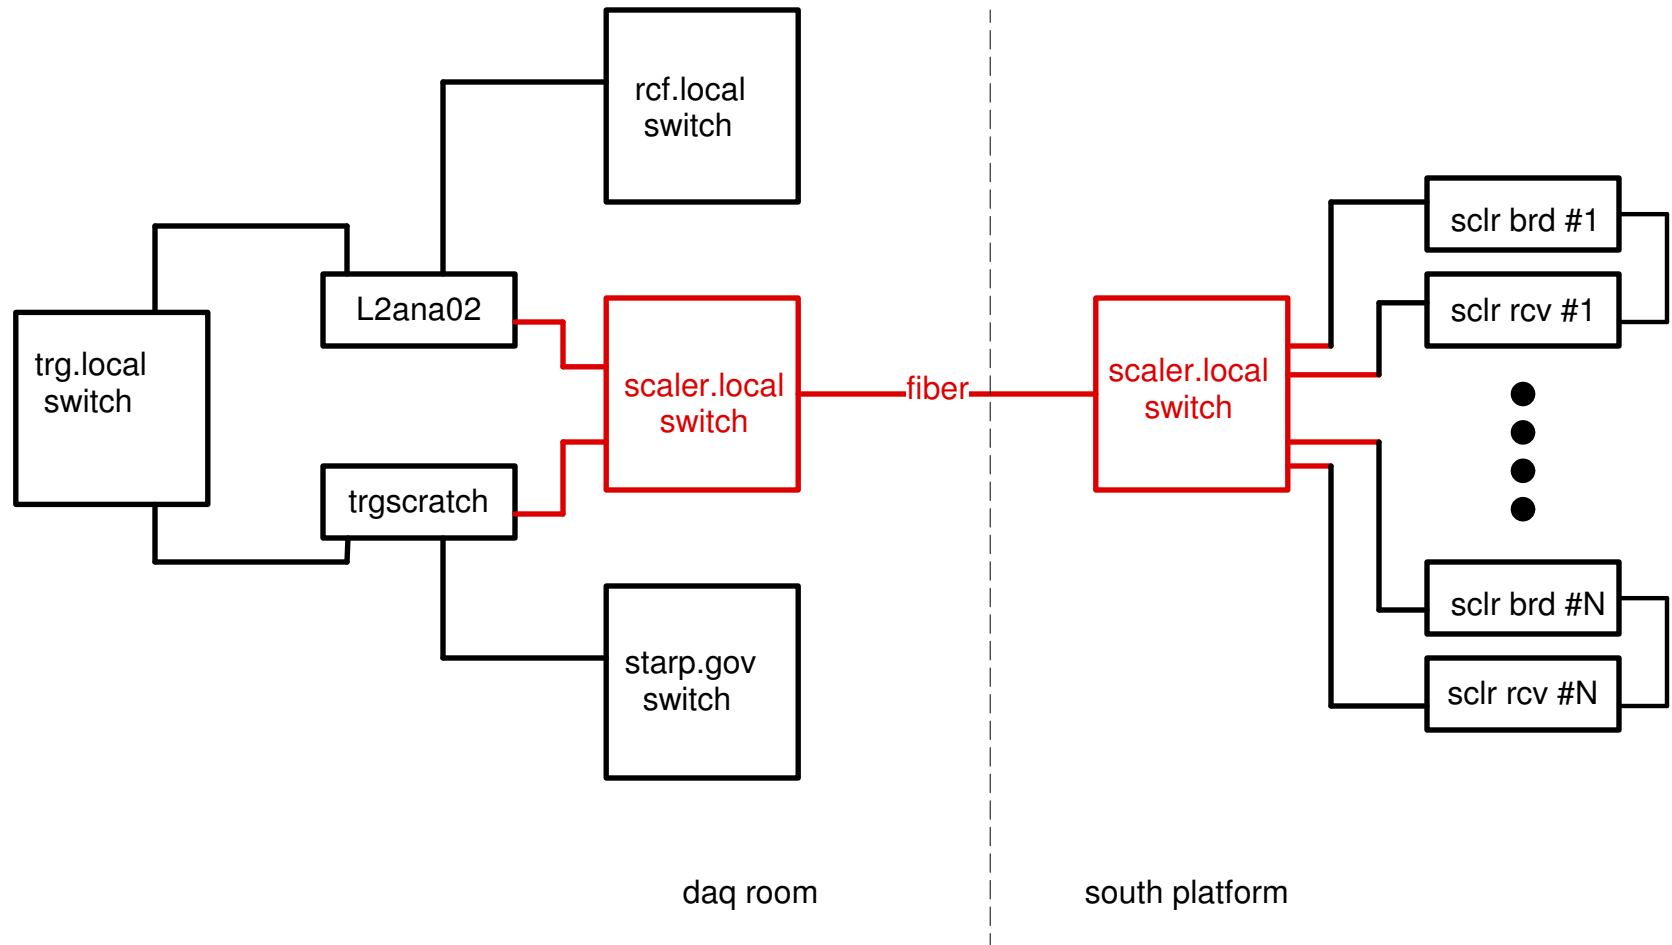 rcf.local
switch
L2ana02
trg.local
switch
scaler.local
switch
fiber
trgscratch
starp.gov
switch
daq room
scaler.local
switch
sclr brd #1
sclr rcv #1
sclr brd #N
sclr rcv #N
south platform